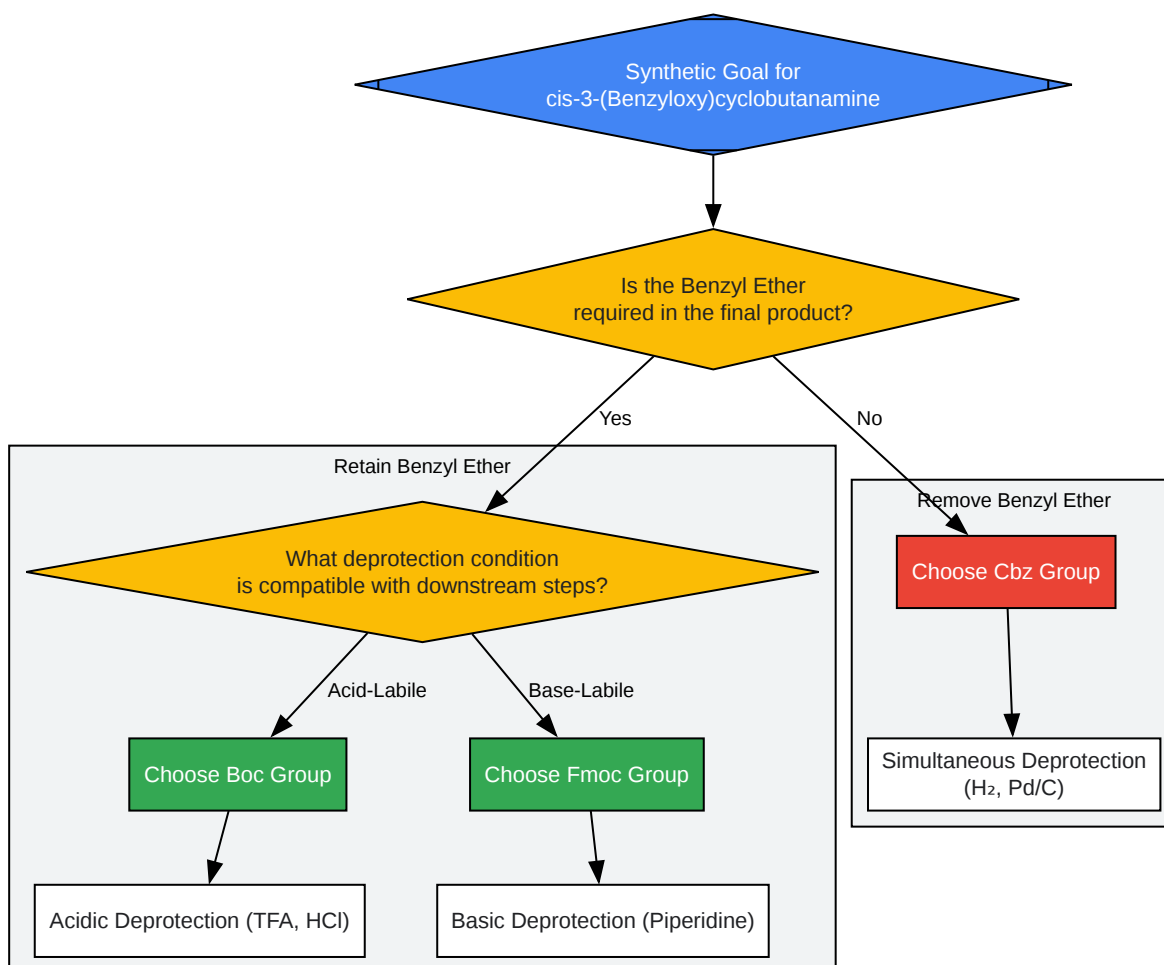 Synthetic Goal for
cis-3-(Benzyloxy)cyclobutanamine
Is the Benzyl Ether
required in the final product?
Yes
No
Retain Benzyl Ether
Remove Benzyl Ether
What deprotection condition
is compatible with downstream steps?
Choose Cbz Group
Acid-Labile
Base-Labile
Choose Boc Group
Choose Fmoc Group
Simultaneous Deprotection
(H₂, Pd/C)
Acidic Deprotection (TFA, HCl)
Basic Deprotection (Piperidine)